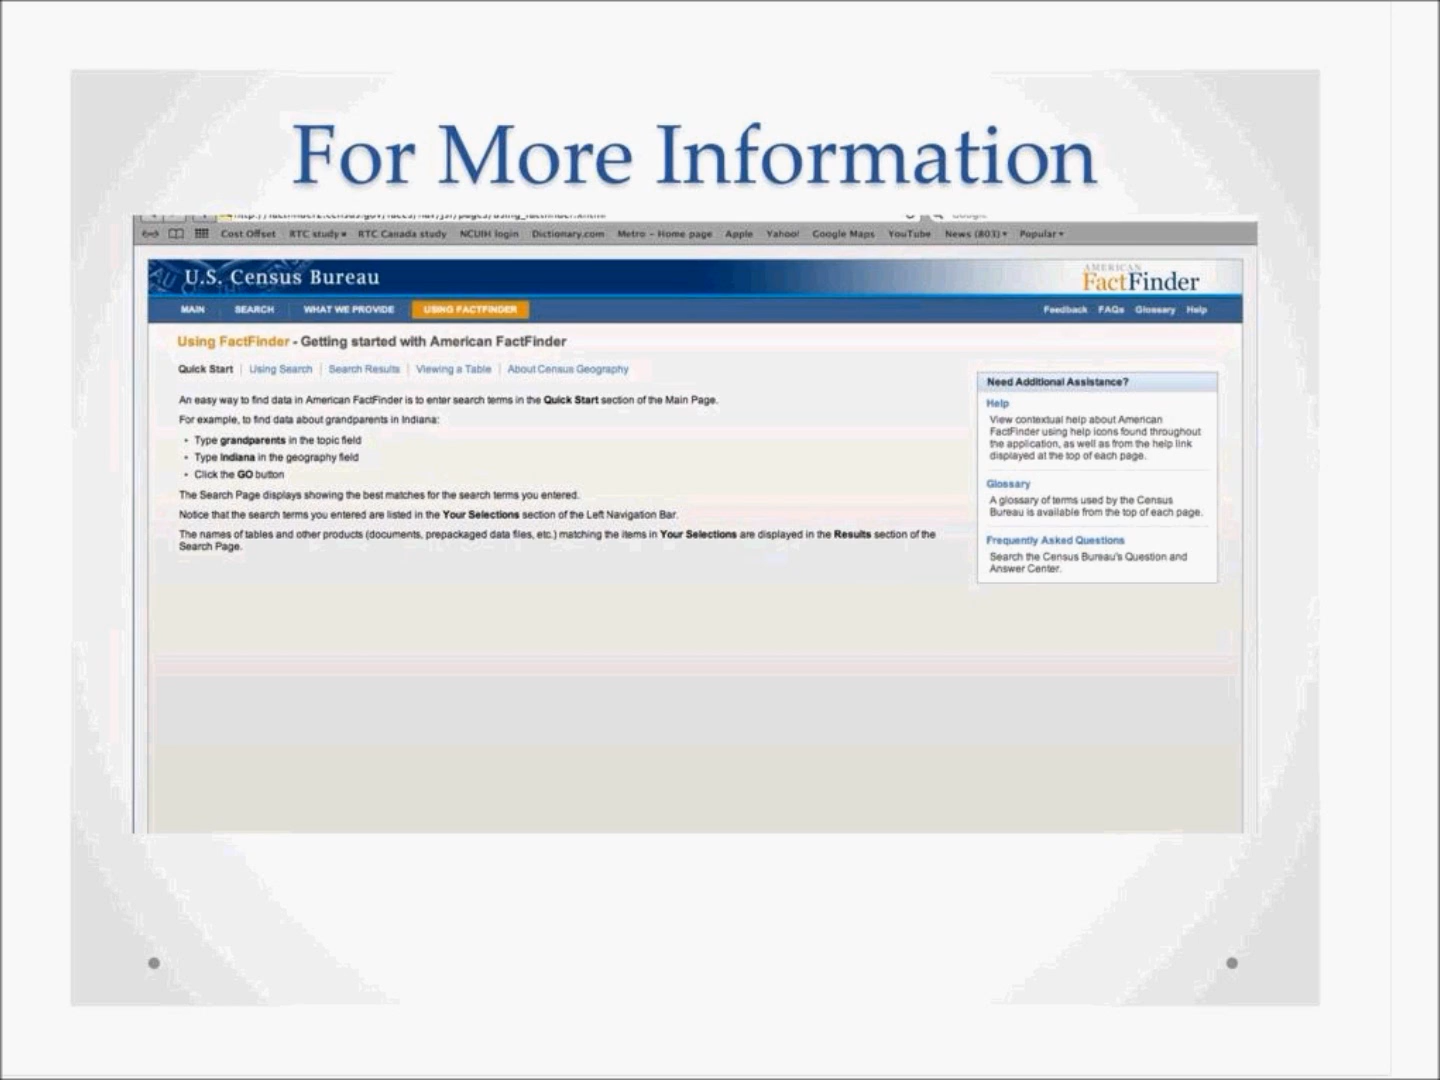 For More Information
Cost Offset RTC study RTC Canada study NCUIH login Dictionary.com Metro - Home page Apple Yahoo! Google Maps YouTube News (803) Popular
U.S. Census Bureau
AMERICAN
FactFinder
MAIN SEARCH WHAT WE PROVIDE USING FACTFINDER Feedback FAQs Glossary Help
Using FactFinder - Getting started with American FactFinder
Quick Start | Using Search | Search Results | Viewing a Table | About Census Geography
An easy way to find data in American FactFinder is to enter search terms in the Quick Start section of the Main Page.
For example, to find data about grandparents in Indiana:
• Type grandparents in the topic field
• Type Indiana in the geography field
• Click the GO button
The Search Page displays showing the best matches for the search terms you entered.
Notice that the search terms you entered are listed in the Your Selections section of the Left Navigation Bar.
The names of tables and other products (documents, prepackaged data files, etc.) matching the items in Your Selections are displayed in the Results section of the
Search Page.
Need Additional Assistance?
Help
View contextual help about American
FactFinder using help icons found throughout
the application, as well as from the help link
displayed at the top of each page.
Glossary
A glossary of terms used by the Census
Bureau is available from the top of each page.
Frequently Asked Questions
Search the Census Bureau's Question and
Answer Center.